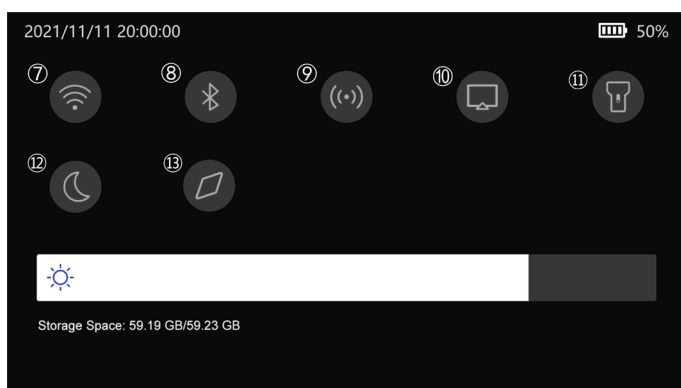 2021/11/11 20:00:00 50%
⑦ ⑧ ⑨ ⑩ ⑪
⑫ ⑬
Storage Space: 59.19 GB/59.23 GB